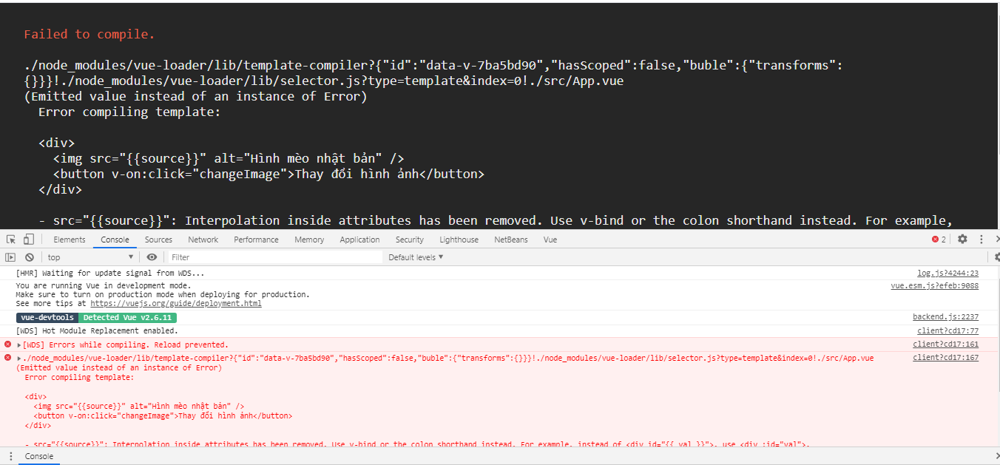 Failed to compile.
./node_modules/vue-loader/lib/template-compiler?{"id":"data-v-7ba5bd90","hasScoped":false,"buble":{"transforms":
{}}}!./node_modules/vue-loader/lib/selector.js?type=template&index=0!./src/App.vue
(Emitted value instead of an instance of Error)
Error compiling template:
<div>
<img src="{{source}}" alt="Hình mèo nhật bản" />
<button v-on:click="changeImage">Thay đổi hình ảnh</button>
</div>
- src="{{source}}": Interpolation inside attributes has been removed. Use v-bind or the colon shorthand instead. For example,
Elements Console Sources Network Performance Memory Application Security Lighthouse NetBeans Vue 2
top Filter Default levels
[HMR] Waiting for update signal from WDS... log.js?4244:23
You are running Vue in development mode. vue.esm.js?efeb:9088
Make sure to turn on production mode when deploying for production.
See more tips at https://vuejs.org/guide/deployment.html
vue-devtools Detected Vue v2.6.11 backend.js:2237
[WDS] Hot Module Replacement enabled. client?cd17:77
[WDS] Errors while compiling. Reload prevented. client?cd17:161
./node_modules/vue-loader/lib/template-compiler?{"id":"data-v-7ba5bd90","hasScoped":false,"buble":{"transforms":{}}}!./node_modules/vue-loader/lib/selector.js?type=template&index=0!./src/App.vue client?cd17:167
(Emitted value instead of an instance of Error)
Error compiling template:
<div>
<img src="{{source}}" alt="Hình mèo nhật bản" />
<button v-on:click="changeImage">Thay đổi hình ảnh</button>
</div>
- src="{{source}}": Interpolation inside attributes has been removed. Use v-bind or the colon shorthand instead. For example, instead of <div id="{{ val }}">, use <div :id="val">.
Console